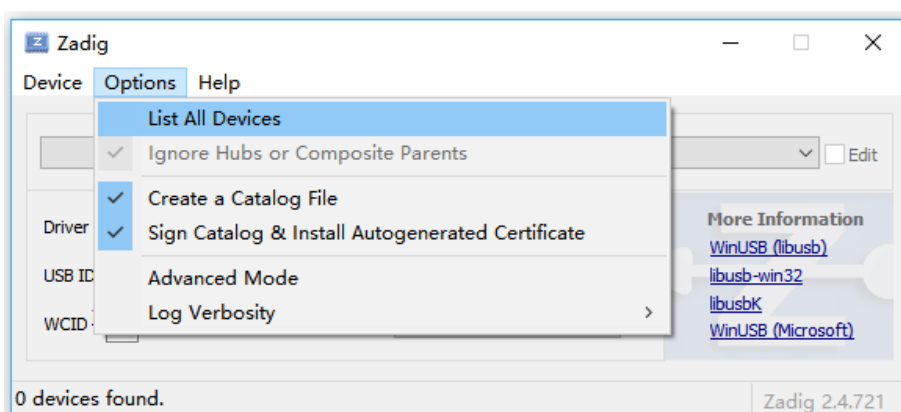 Zadig
Device Options Help
List All Devices
Ignore Hubs or Composite Parents
Edit
Create a Catalog File
Sign Catalog & Install Autogenerated Certificate
Advanced Mode
Log Verbosity
Driver
USB ID
WCID
More Information
WinUSB (libusb)
libusb-win32
libusbK
WinUSB (Microsoft)
0 devices found.
Zadig 2.4.721